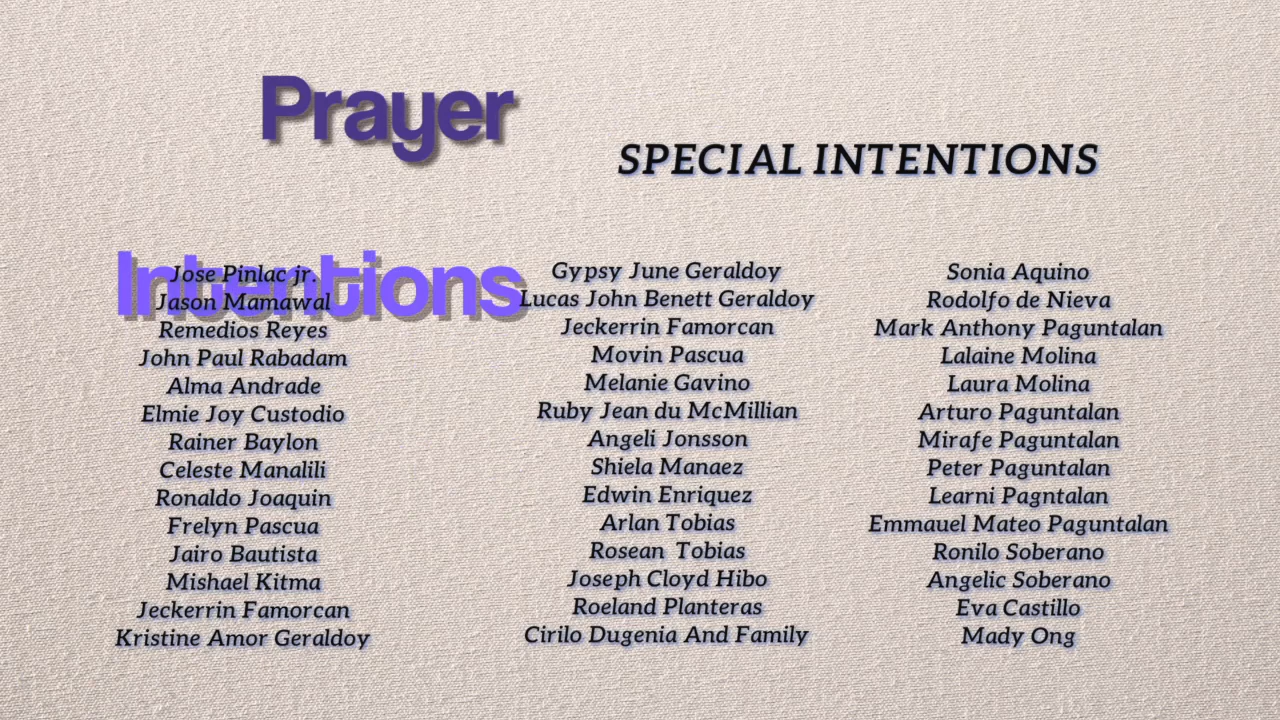 Prayer
Intentions
SPECIAL INTENTIONS
Jose Pinlac jr.
Jason Mamawal
Remedios Reyes
John Paul Rabadam
Alma Andrade
Elmie Joy Custodio
Rainer Baylon
Celeste Manalili
Ronaldo Joaquin
Frelyn Pascua
Jairo Bautista
Mishael Kitma
Jeckerrin Famorcan
Kristine Amor Geraldoy
Gypsy June Geraldoy
Lucas John Benett Geraldoy
Jeckerrin Famorcan
Movin Pascua
Melanie Gavino
Ruby Jean du McMillian
Angeli Jonsson
Shiela Manaez
Edwin Enriquez
Arlan Tobias
Rosean Tobias
Joseph Cloyd Hibo
Roeland Planteras
Cirilo Dugenia And Family
Sonia Aquino
Rodolfo de Nieva
Mark Anthony Paguntalan
Lalaine Molina
Laura Molina
Arturo Paguntalan
Mirafe Paguntalan
Peter Paguntalan
Learni Pagntalan
Emmauel Mateo Paguntalan
Ronilo Soberano
Angelic Soberano
Eva Castillo
Mady Ong